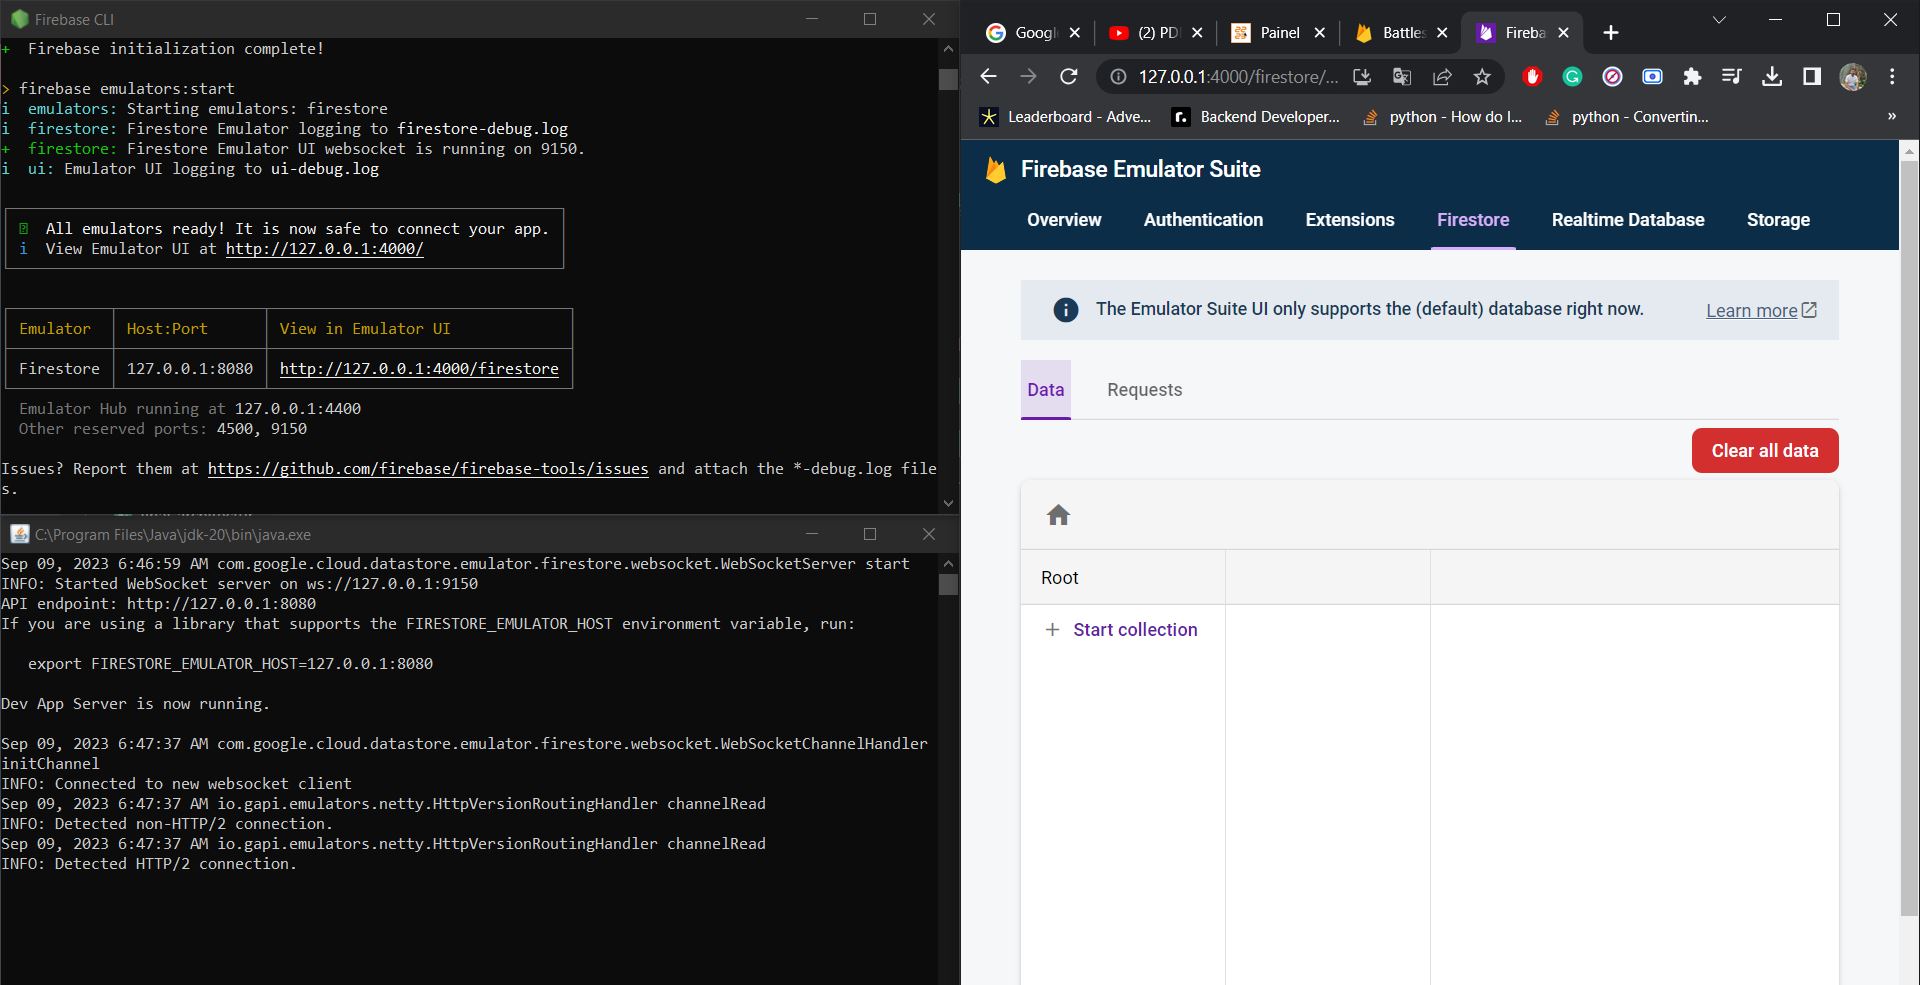 Firebase CLI
+ Firebase initialization complete!
> firebase emulators:start
i emulators: Starting emulators: firestore
i firestore: Firestore Emulator logging to firestore-debug.log
+ firestore: Firestore Emulator UI websocket is running on 9150.
i ui: Emulator UI logging to ui-debug.log
All emulators ready! It is now safe to connect your app.
i View Emulator UI at http://127.0.0.1:4000/
Emulator Host:Port View in Emulator UI
Firestore 127.0.0.1:8080 http://127.0.0.1:4000/firestore
Emulator Hub running at 127.0.0.1:4400
Other reserved ports: 4500, 9150
Issues? Report them at https://github.com/firebase/firebase-tools/issues and attach the *-debug.log file
s.
C:\Program Files\Java\jdk-20\bin\java.exe
Sep 09, 2023 6:46:59 AM com.google.cloud.datastore.emulator.firestore.websocket.WebSocketServer start
INFO: Started WebSocket server on ws://127.0.0.1:9150
API endpoint: http://127.0.0.1:8080
If you are using a library that supports the FIRESTORE_EMULATOR_HOST environment variable, run:
export FIRESTORE_EMULATOR_HOST=127.0.0.1:8080
Dev App Server is now running.
Sep 09, 2023 6:47:37 AM com.google.cloud.datastore.emulator.firestore.websocket.WebSocketChannelHandler
initChannel
INFO: Connected to new websocket client
Sep 09, 2023 6:47:37 AM io.gapi.emulators.netty.HttpVersionRoutingHandler channelRead
INFO: Detected non-HTTP/2 connection.
Sep 09, 2023 6:47:37 AM io.gapi.emulators.netty.HttpVersionRoutingHandler channelRead
INFO: Detected HTTP/2 connection.
Googl (2) PD Painel Battles Fireba
127.0.0.1:4000/firestore/...
Leaderboard - Adve... Backend Developer... python - How do I... python - Convertin... »
Firebase Emulator Suite
Overview Authentication Extensions Firestore Realtime Database Storage
The Emulator Suite UI only supports the (default) database right now. Learn more
Data Requests
Clear all data
Root
+ Start collection